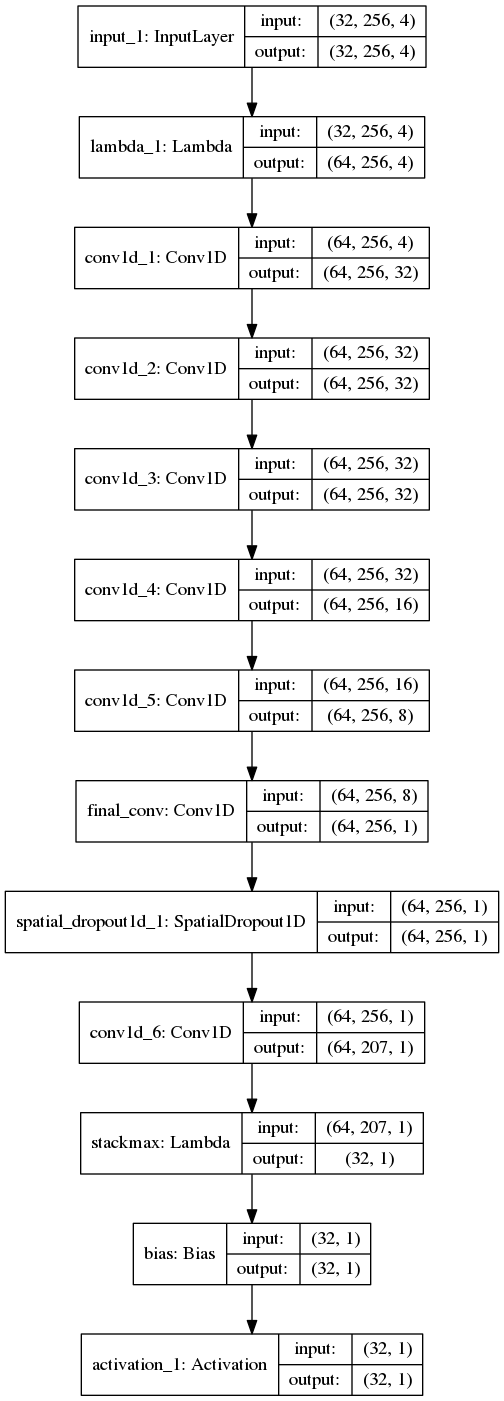 input_1: InputLayer
input: (32, 256, 4)
output: (32, 256, 4)
lambda_1: Lambda
input: (32, 256, 4)
output: (64, 256, 4)
conv1d_1: Conv1D
input: (64, 256, 4)
output: (64, 256, 32)
conv1d_2: Conv1D
input: (64, 256, 32)
output: (64, 256, 32)
conv1d_3: Conv1D
input: (64, 256, 32)
output: (64, 256, 32)
conv1d_4: Conv1D
input: (64, 256, 32)
output: (64, 256, 16)
conv1d_5: Conv1D
input: (64, 256, 16)
output: (64, 256, 8)
final_conv: Conv1D
input: (64, 256, 8)
output: (64, 256, 1)
spatial_dropout1d_1: SpatialDropout1D
input: (64, 256, 1)
output: (64, 256, 1)
conv1d_6: Conv1D
input: (64, 256, 1)
output: (64, 207, 1)
stackmax: Lambda
input: (64, 207, 1)
output: (32, 1)
bias: Bias
input: (32, 1)
output: (32, 1)
activation_1: Activation
input: (32, 1)
output: (32, 1)